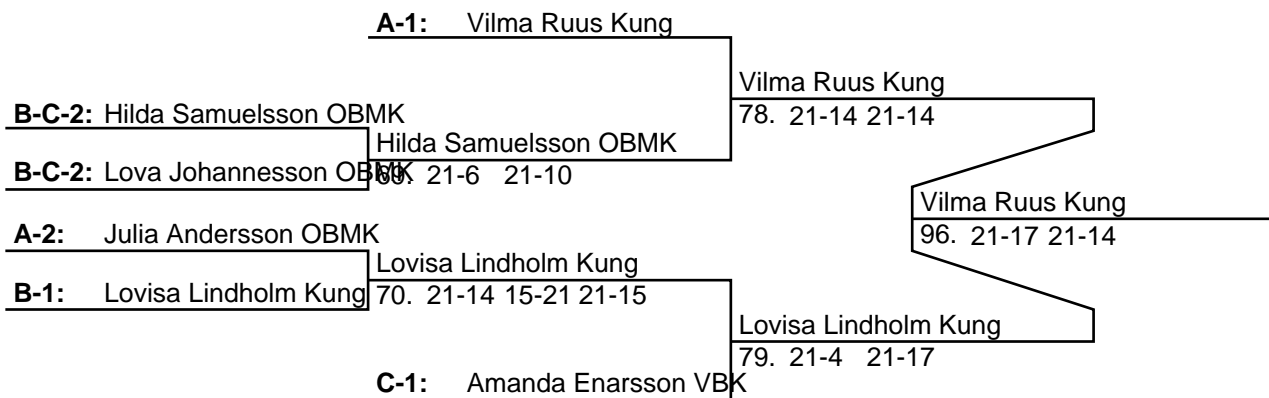 A-1: Vilma Ruus Kung
Vilma Ruus Kung
B-C-2: Hilda Samuelsson OBMK
78. 21-14 21-14
Hilda Samuelsson OBMK
B-C-2: Lova Johannesson OBMK
69. 21-6 21-10
Vilma Ruus Kung
A-2: Julia Andersson OBMK
96. 21-17 21-14
Lovisa Lindholm Kung
B-1: Lovisa Lindholm Kung
70. 21-14 15-21 21-15
Lovisa Lindholm Kung
79. 21-4 21-17
C-1: Amanda Enarsson VBK